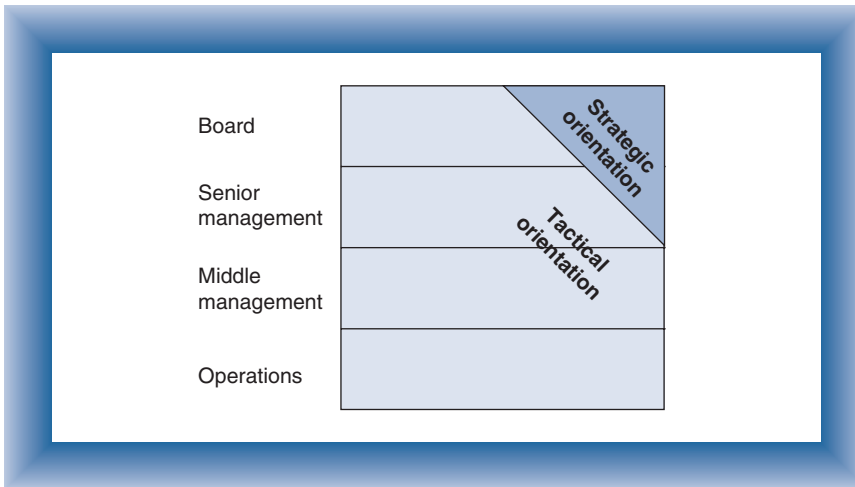 Board
Strategic
orientation
Senior
management
Tactical
orientation
Middle
management
Operations